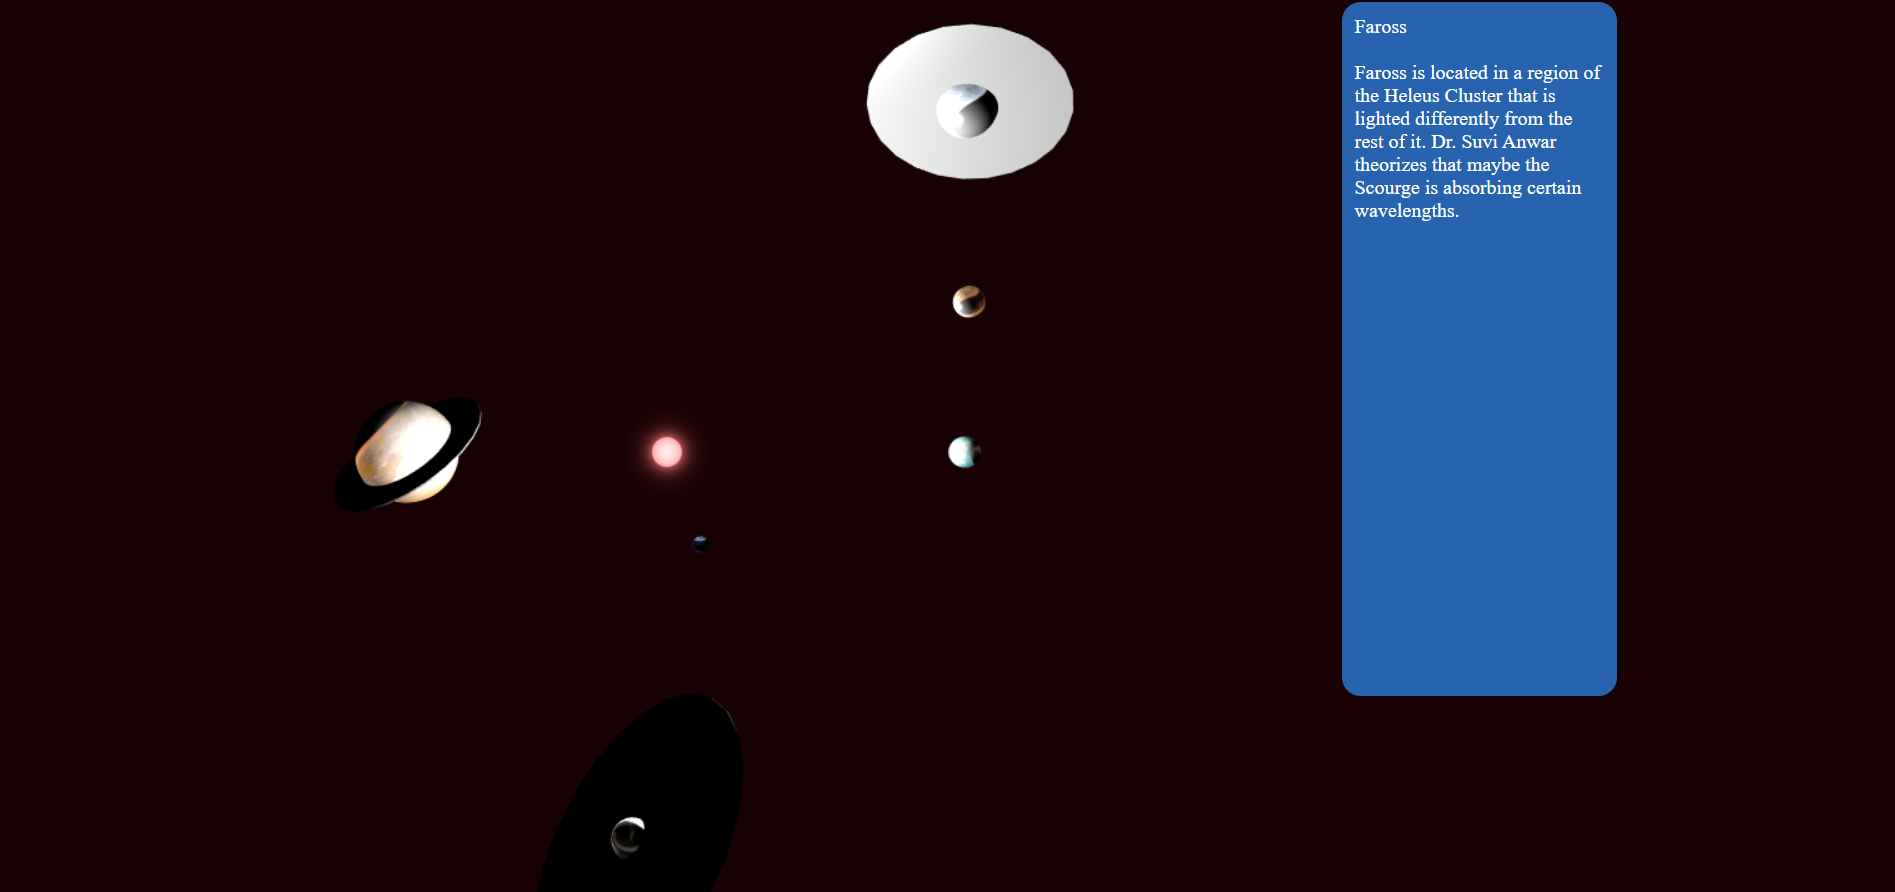 Faross
Faross is located in a region of
the Heleus Cluster that is
lighted differently from the
rest of it. Dr. Suvi Anwar
theorizes that maybe the
Scourge is absorbing certain
wavelengths.